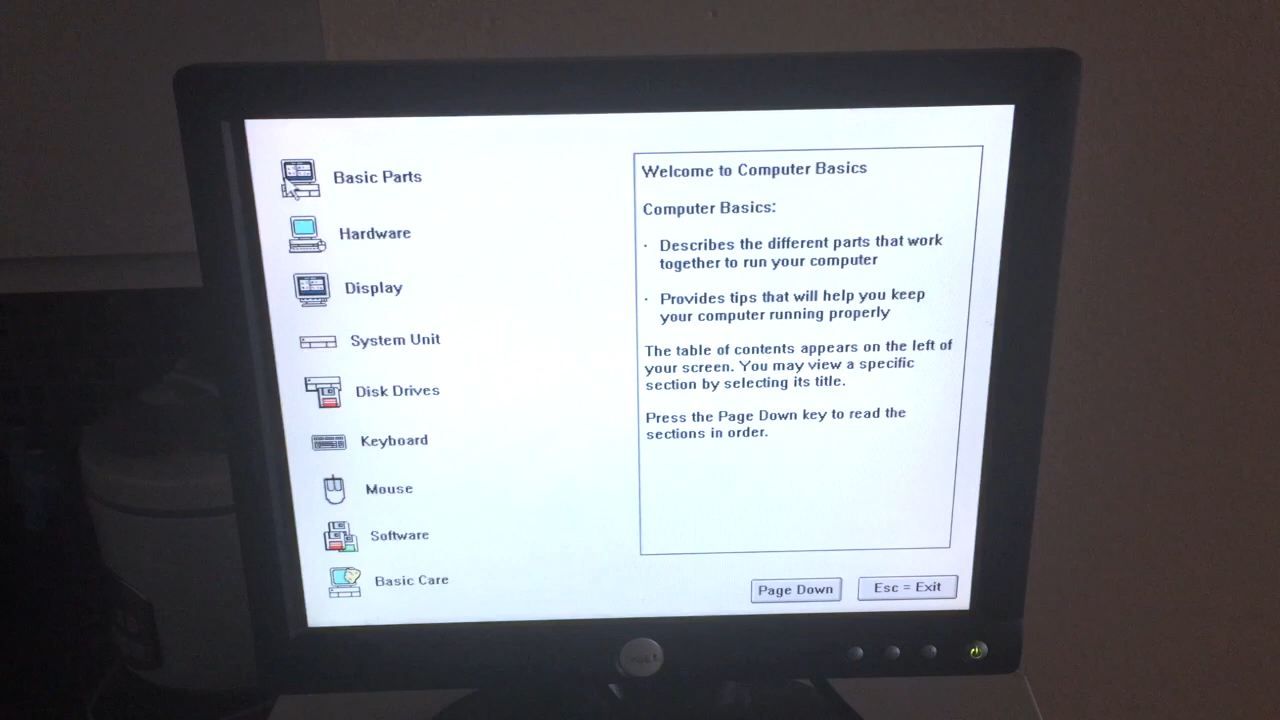 Basic Parts
Hardware
Display
System Unit
Disk Drives
Keyboard
Mouse
Software
Basic Care
Welcome to Computer Basics
Computer Basics:
· Describes the different parts that work
together to run your computer
· Provides tips that will help you keep
your computer running properly
The table of contents appears on the left of
your screen. You may view a specific
section by selecting its title.
Press the Page Down key to read the
sections in order.
Page Down
Esc = Exit
DELL